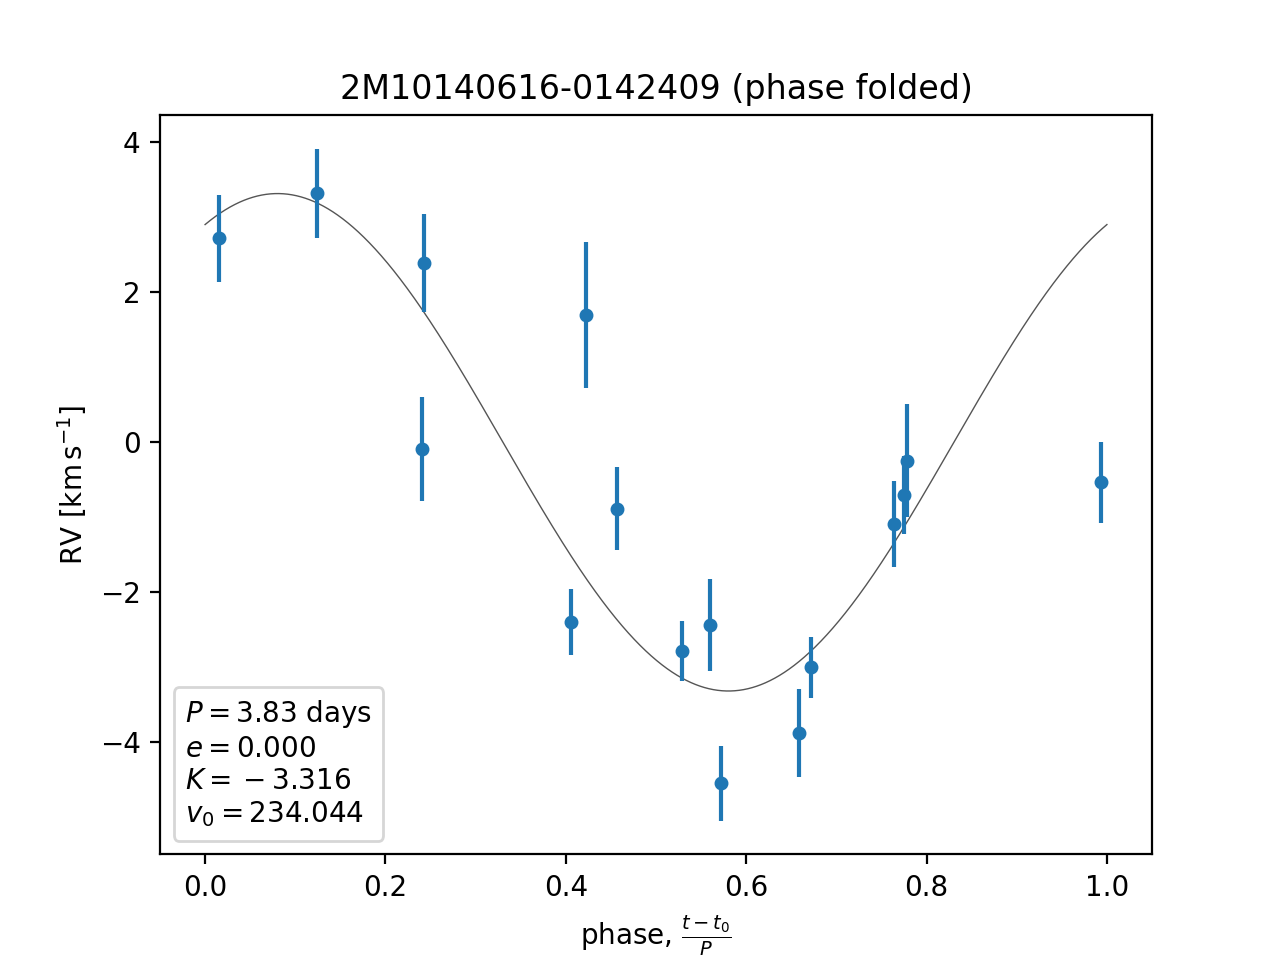 2M10140616-0142409 (phase folded)
RV [km s⁻¹]
4
2
0
−2
−4
P = 3.83 days
e = 0.000
K = −3.316
v₀ = 234.044
0.0 0.2 0.4 0.6 0.8 1.0
phase, (t − t₀)/P